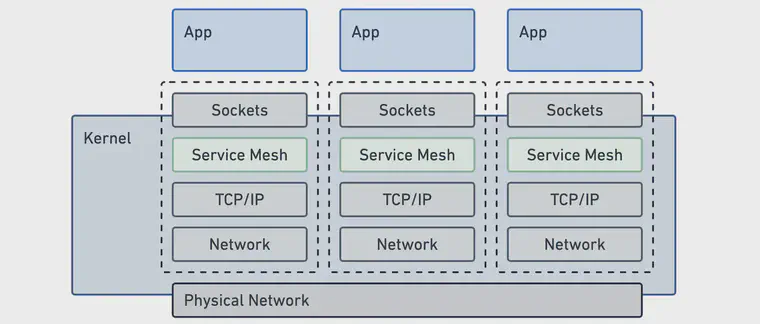 App
App
App
Sockets
Sockets
Sockets
Kernel
Service Mesh
Service Mesh
Service Mesh
TCP/IP
TCP/IP
TCP/IP
Network
Network
Network
Physical Network